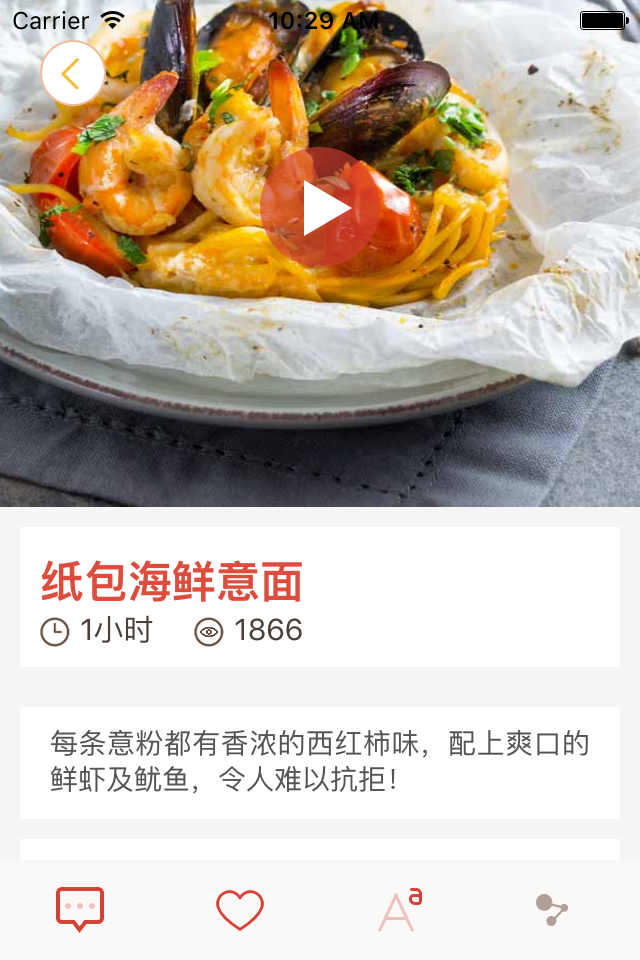 Carrier 10:29 AM
纸包海鲜意面
1小时 1866
每条意粉都有香浓的西红柿味，配上爽口的
鲜虾及鱿鱼，令人难以抗拒！
Aa